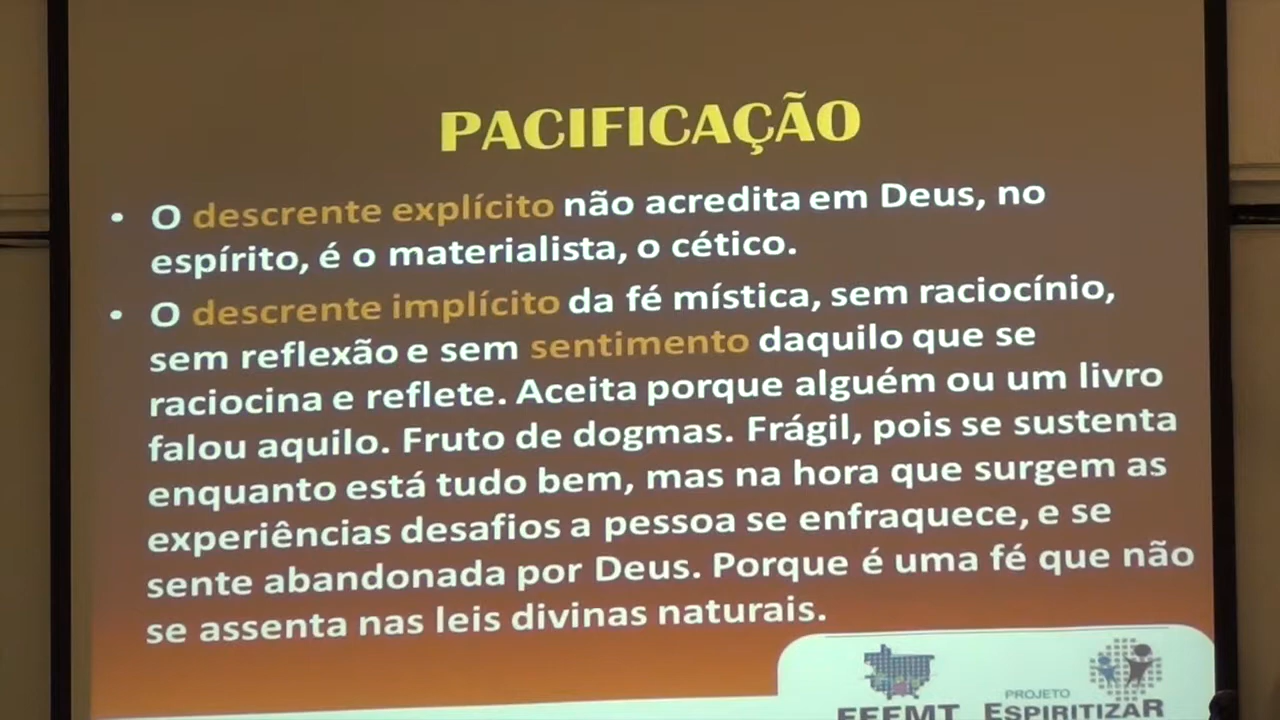 PACIFICAÇÃO
• O descrente explícito não acredita em Deus, no
espírito, é o materialista, o cético.
• O descrente implícito da fé mística, sem raciocínio,
sem reflexão e sem sentimento daquilo que se
raciocina e reflete. Aceita porque alguém ou um livro
falou aquilo. Fruto de dogmas. Frágil, pois se sustenta
enquanto está tudo bem, mas na hora que surgem as
experiências desafios a pessoa se enfraquece, e se
sente abandonada por Deus. Porque é uma fé que não
se assenta nas leis divinas naturais.
PROJETO
FEEMT ESPIRITIZAR